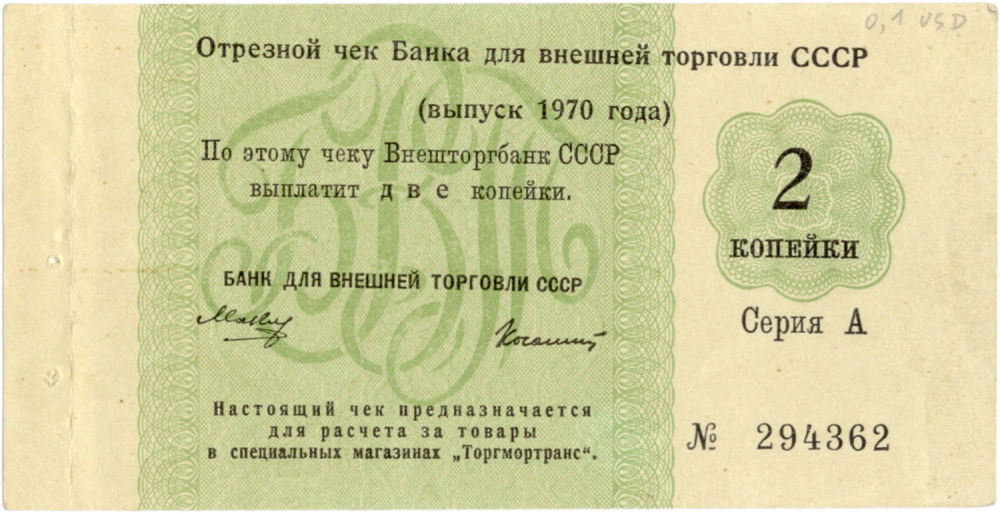 0,1 USD
Отрезной чек Банка для внешней торговли СССР
(выпуск 1970 года)
По этому чеку Внешторгбанк СССР
выплатит две копейки.
2
КОПЕЙКИ
БАНК ДЛЯ ВНЕШНЕЙ ТОРГОВЛИ СССР
Серия А
Настоящий чек предназначается
для расчета за товары
в специальных магазинах „Торгмортранс“.
№ 294362